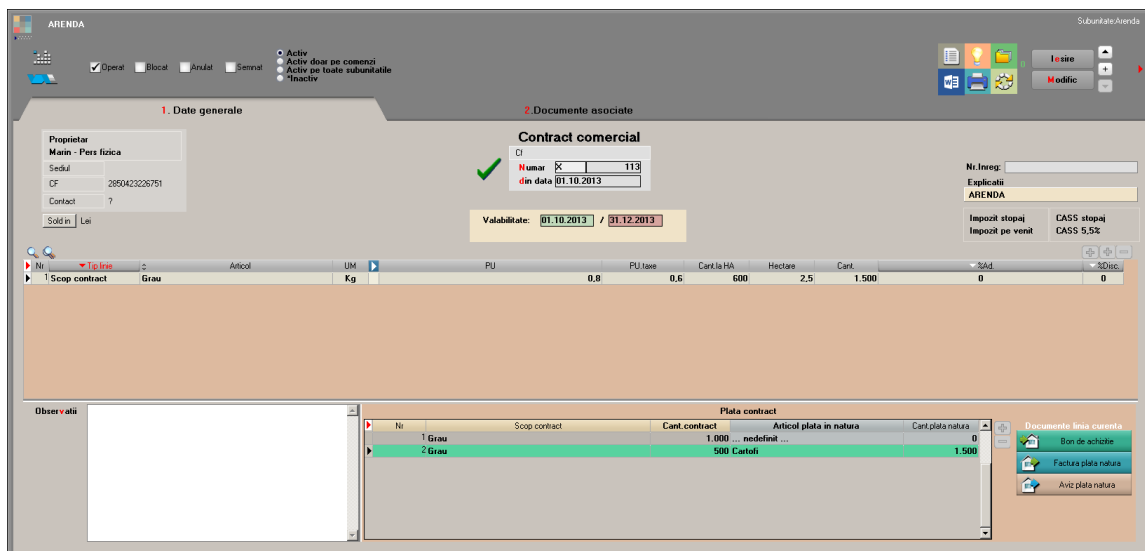 ARENDA
Subunitate:Arenda
Operat Blocat Anulat Semnat
Activ
Activ doar pe comenzi
Activ pe toate subunitatile
*Inactiv
0
Iesire
Modific
1. Date generale
2.Documente asociate
Proprietar
Marin - Pers fizica
Sediul
CF 2850423226751
Contact ?
Sold in Lei
Contract comercial
Cf
Numar X 113
din data 01.10.2013
Valabilitate: 01.10.2013 / 31.12.2013
Nr.Inreg:
Explicatii
ARENDA
Impozit stopaj CASS stopaj
Impozit pe venit CASS 5,5%
Nr Tip linie Articol UM PU PU.taxe Cant.la HA Hectare Cant. %Ad. %Disc.
1 Scop contract Grau Kg 0,8 0,6 600 2,5 1.500 0 0
Observatii
Plata contract
Nr Scop contract Cant.contract Articol plata in natura Cant.plata natura
1 Grau 1.000 ... nedefinit ... 0
2 Grau 500 Cartofi 1.500
Documente linia curenta
Bon de achizitie
Factura plata natura
Aviz plata natura